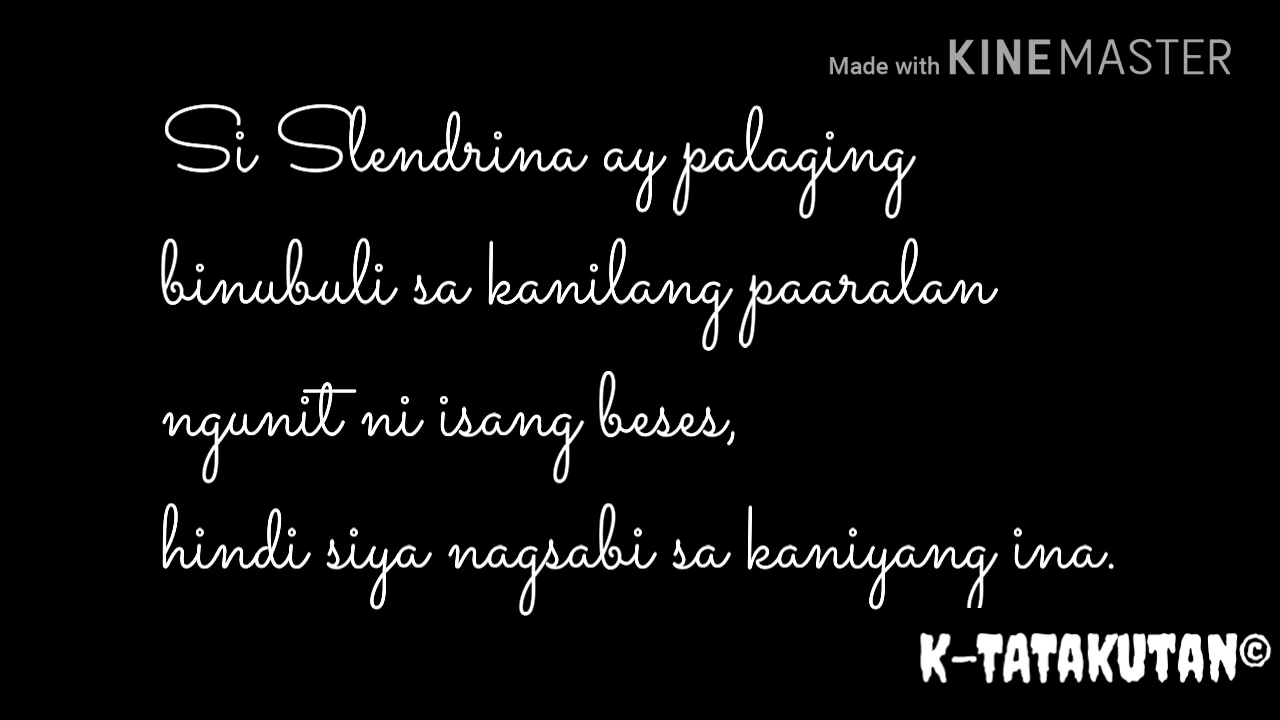 Made with KINEMASTER
Si Slendrina ay palaging
binubuli sa kanilang paaralan
ngunit ni isang beses,
hindi siya nagsabi sa kaniyang ina.
K-TATAKUTAN©